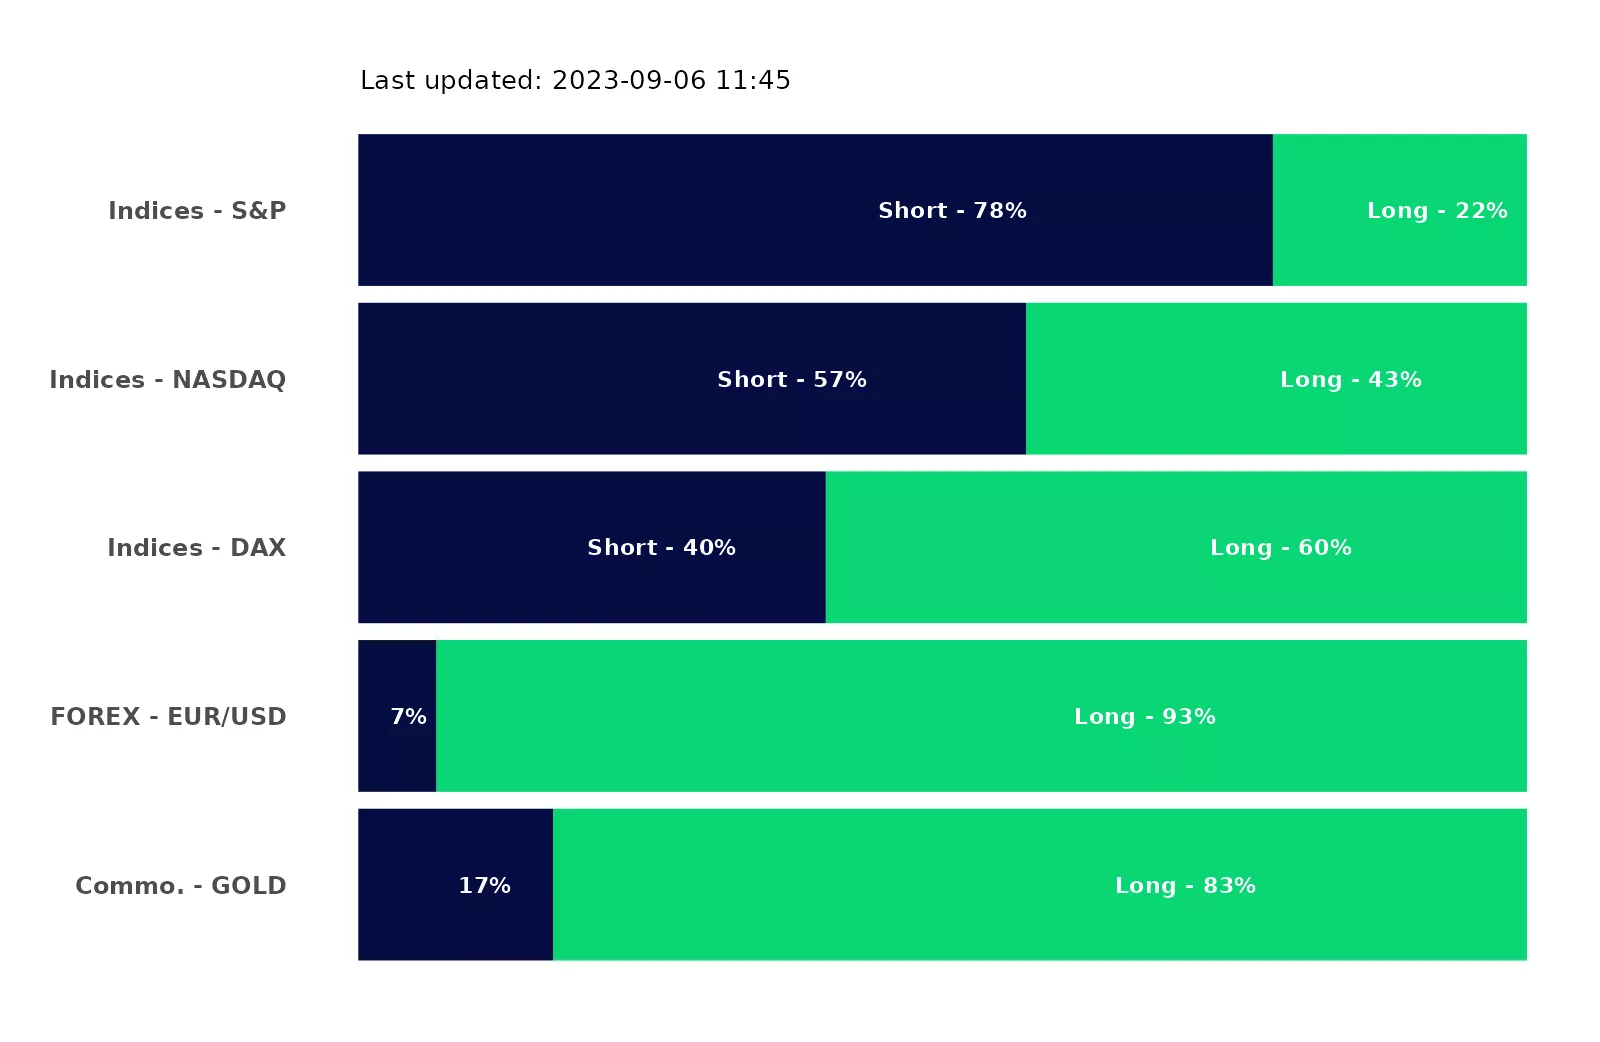 Last updated: 2023-09-06 11:45
Indices - S&P Short - 78% Long - 22%
Indices - NASDAQ Short - 57% Long - 43%
Indices - DAX Short - 40% Long - 60%
FOREX - EUR/USD 7% Long - 93%
Commo. - GOLD 17% Long - 83%